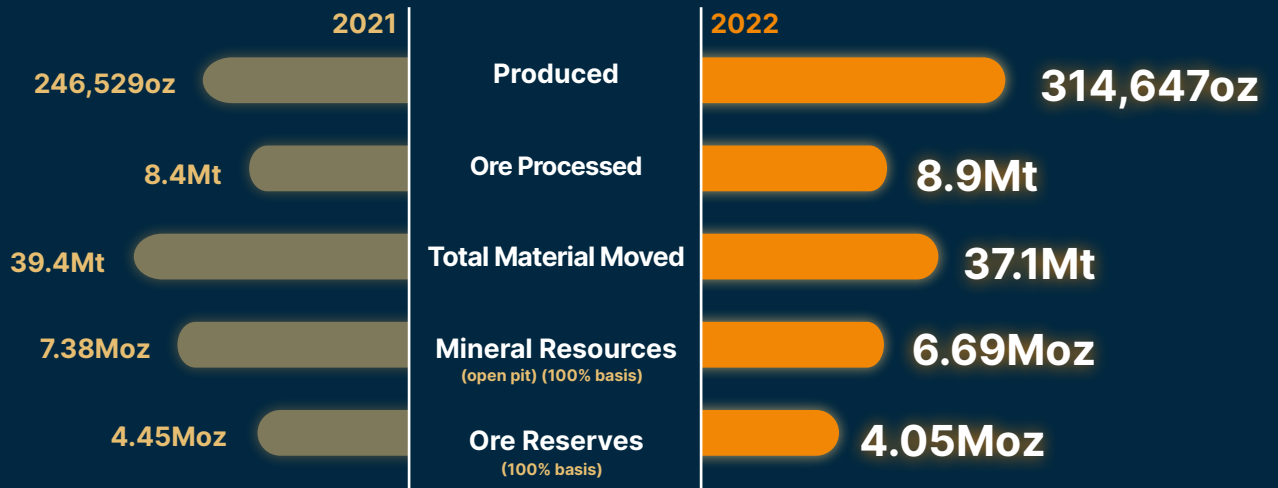 2021
2022
246,529oz
Produced
314,647oz
8.4Mt
Ore Processed
8.9Mt
39.4Mt
Total Material Moved
37.1Mt
7.38Moz
Mineral Resources
(open pit) (100% basis)
6.69Moz
4.45Moz
Ore Reserves
(100% basis)
4.05Moz